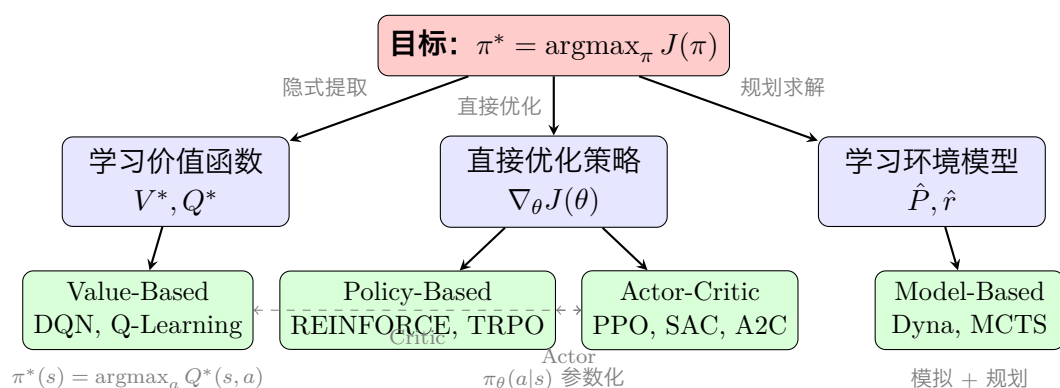 目标：π* = argmax_π J(π)
隐式提取
直接优化
规划求解
学习价值函数
V*, Q*
直接优化策略
∇_θ J(θ)
学习环境模型
P̂, r̂
Value-Based
DQN, Q-Learning
Policy-Based
REINFORCE, TRPO
Actor-Critic
PPO, SAC, A2C
Model-Based
Dyna, MCTS
Critic
Actor
π*(s) = argmax_a Q*(s, a)
π_θ(a|s) 参数化
模拟 + 规划